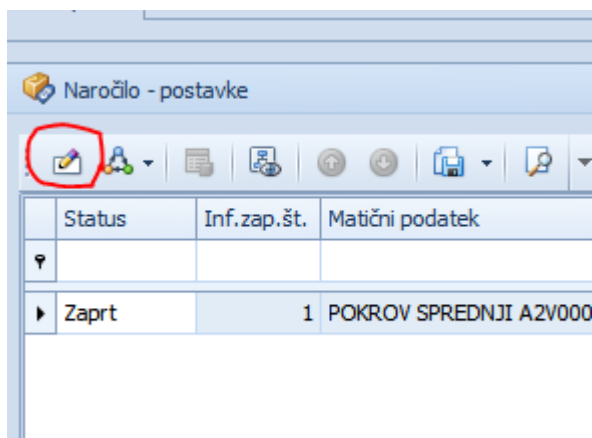 Naročilo - postavke
Status Inf.zap.št. Matični podatek
Zaprt 1 POKROV SPREDNJI A2V000